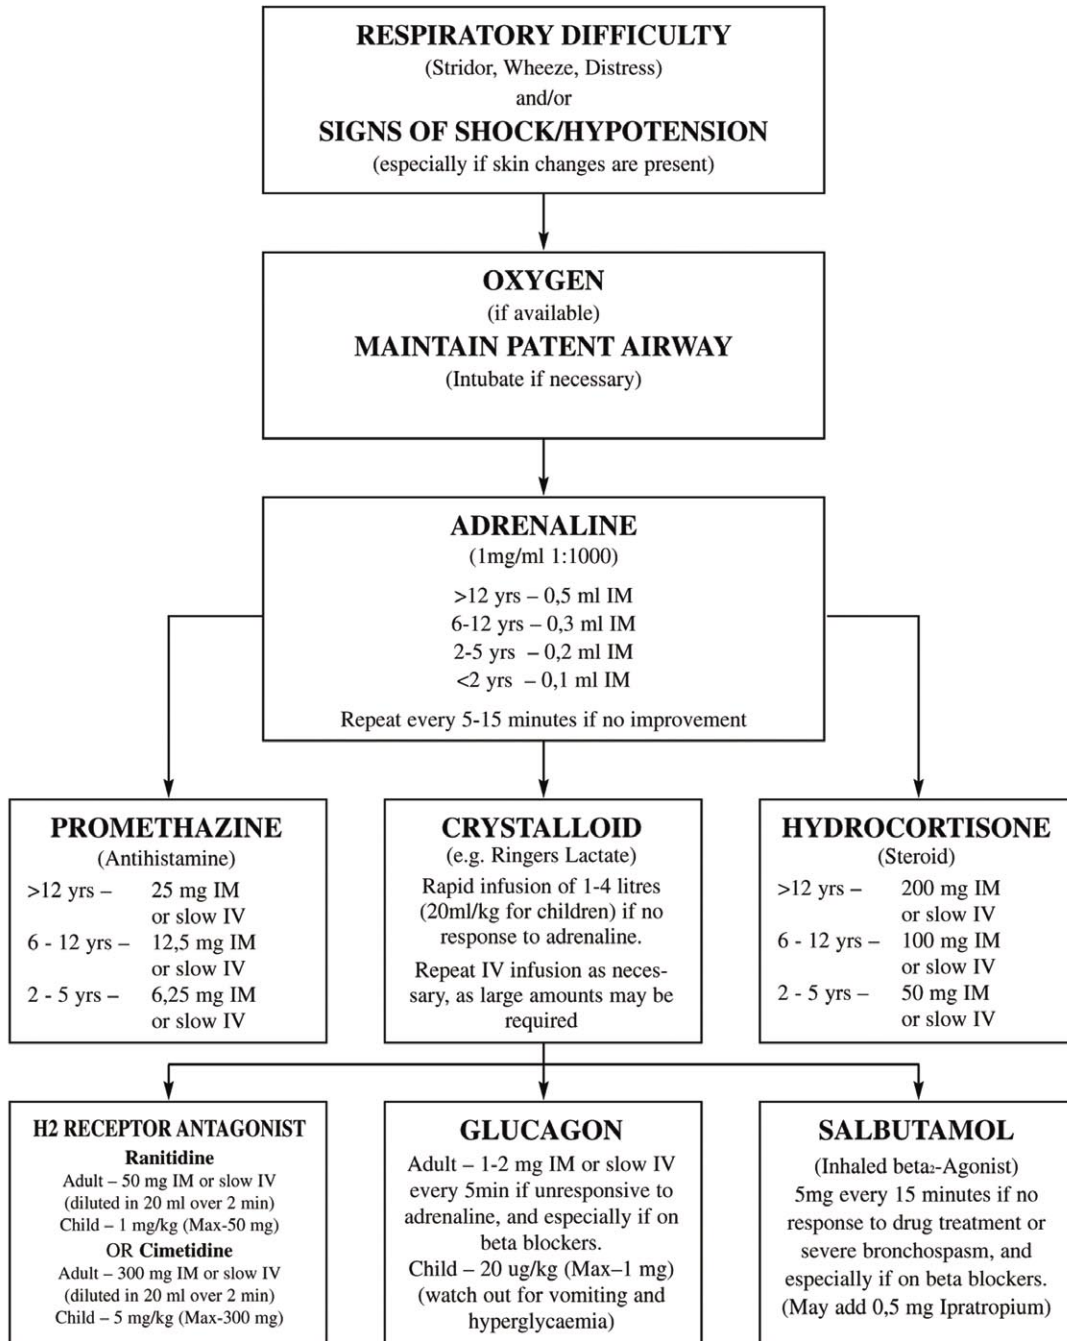 RESPIRATORY DIFFICULTY
(Stridor, Wheeze, Distress)
and/or
SIGNS OF SHOCK/HYPOTENSION
(especially if skin changes are present)
OXYGEN
(if available)
MAINTAIN PATENT AIRWAY
(Intubate if necessary)
ADRENALINE
(1mg/ml 1:1000)
>12 yrs – 0,5 ml IM
6-12 yrs – 0,3 ml IM
2-5 yrs – 0,2 ml IM
<2 yrs – 0,1 ml IM
Repeat every 5-15 minutes if no improvement
PROMETHAZINE
(Antihistamine)
>12 yrs – 25 mg IM
or slow IV
6 - 12 yrs – 12,5 mg IM
or slow IV
2 - 5 yrs – 6,25 mg IM
or slow IV
CRYSTALLOID
(e.g. Ringers Lactate)
Rapid infusion of 1-4 litres
(20ml/kg for children) if no
response to adrenaline.
Repeat IV infusion as neces-
sary, as large amounts may be
required
HYDROCORTISONE
(Steroid)
>12 yrs – 200 mg IM
or slow IV
6 - 12 yrs – 100 mg IM
or slow IV
2 - 5 yrs – 50 mg IM
or slow IV
H2 RECEPTOR ANTAGONIST
Ranitidine
Adult – 50 mg IM or slow IV
(diluted in 20 ml over 2 min)
Child – 1 mg/kg (Max-50 mg)
OR Cimetidine
Adult – 300 mg IM or slow IV
(diluted in 20 ml over 2 min)
Child – 5 mg/kg (Max-300 mg)
GLUCAGON
Adult – 1-2 mg IM or slow IV
every 5min if unresponsive to
adrenaline, and especially if on
beta blockers.
Child – 20 ug/kg (Max–1 mg)
(watch out for vomiting and
hyperglycaemia)
SALBUTAMOL
(Inhaled beta₂-Agonist)
5mg every 15 minutes if no
response to drug treatment or
severe bronchospasm, and
especially if on beta blockers.
(May add 0,5 mg Ipratropium)